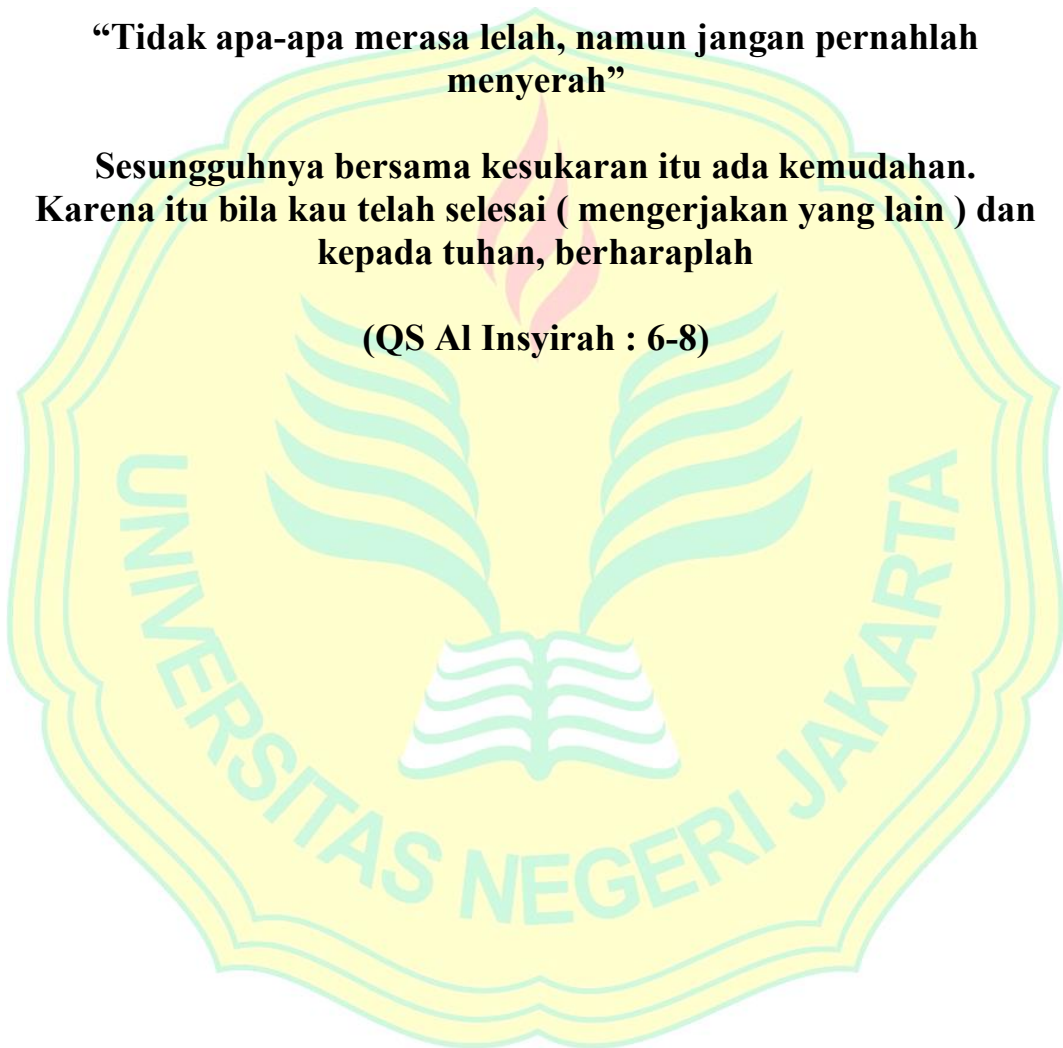 “Tidak apa-apa merasa lelah, namun jangan pernahlah
menyerah”
Sesungguhnya bersama kesukaran itu ada kemudahan.
Karena itu bila kau telah selesai ( mengerjakan yang lain ) dan
kepada tuhan, berharaplah
(QS Al Insyirah : 6-8)
UNIVERSITAS NEGERI JAKARTA